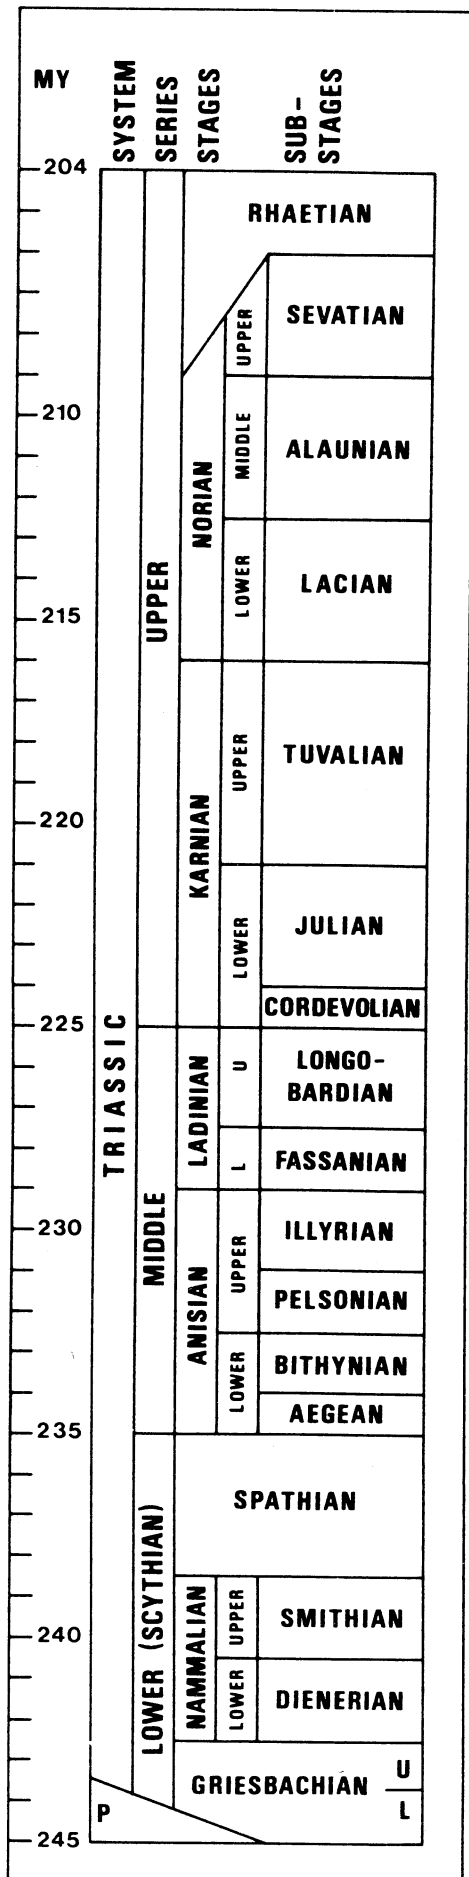 MY
SYSTEM
SERIES
STAGES
SUB-
STAGES
204
RHAETIAN
SEVATIAN
UPPER
210
ALAUNIAN
MIDDLE
NORIAN
LACIAN
LOWER
UPPER
215
TUVALIAN
UPPER
220
KARNIAN
JULIAN
LOWER
CORDEVOLIAN
225
TRIASSIC
LONGO-
BARDIAN
U
LADINIAN
FASSANIAN
L
230
MIDDLE
ILLYRIAN
UPPER
ANISIAN
PELSONIAN
BITHYNIAN
LOWER
AEGEAN
235
SPATHIAN
LOWER (SCYTHIAN)
NAMMALIAN
UPPER
SMITHIAN
240
LOWER
DIENERIAN
GRIESBACHIAN
U
L
P
245